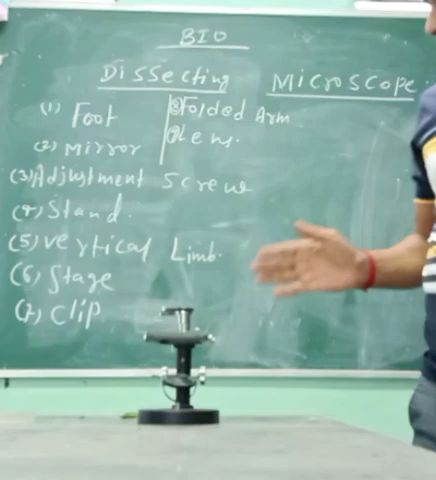 BIO
Dissecting Microscope
(1) Foot
(2) Mirror
(3) Adjustment Screw
(4) Stand.
(5) vertical Limb.
(6) Stage
(7) Clip
(8) Folded Arm
(9) Lens.